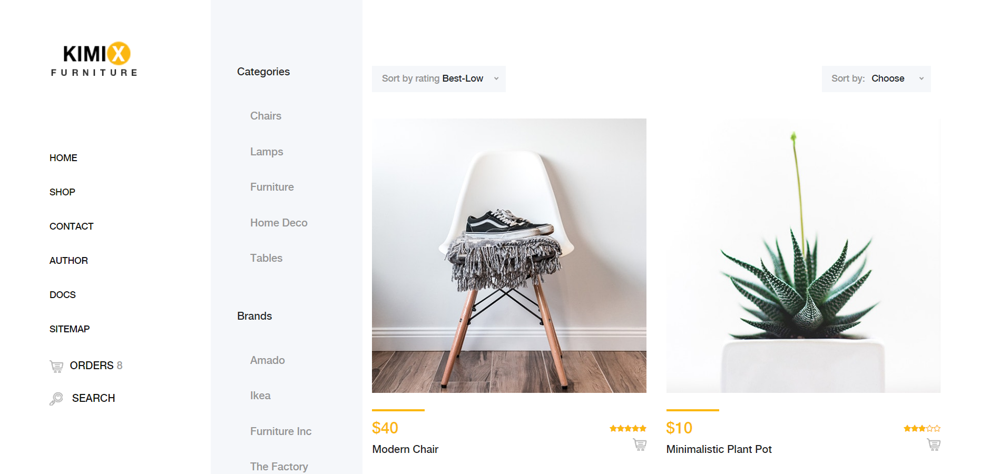 KIMIX
FURNITURE
HOME
SHOP
CONTACT
AUTHOR
DOCS
SITEMAP
ORDERS 8
SEARCH
Categories
Chairs
Lamps
Furniture
Home Deco
Tables
Brands
Amado
Ikea
Furniture Inc
The Factory
Sort by rating Best-Low
Sort by: Choose
$40
Modern Chair
$10
Minimalistic Plant Pot